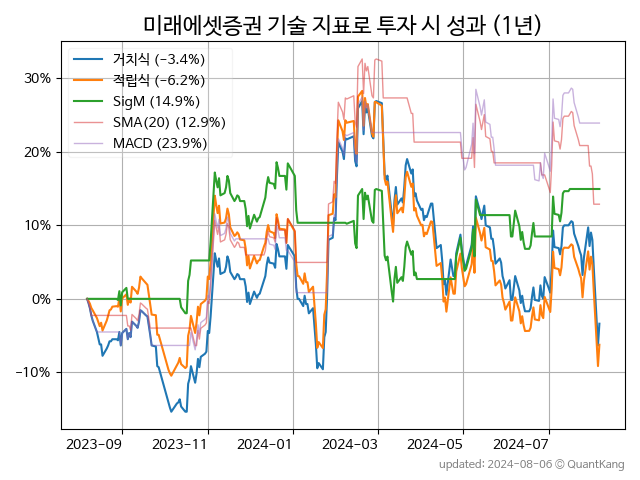 미래에셋증권 기술 지표로 투자 시 성과 (1년)
거치식 (−3.4%)
적립식 (−6.2%)
SigM (14.9%)
SMA(20) (12.9%)
MACD (23.9%)
30%
20%
10%
0%
−10%
2023-09 2023-11 2024-01 2024-03 2024-05 2024-07
updated: 2024-08-06 © QuantKang